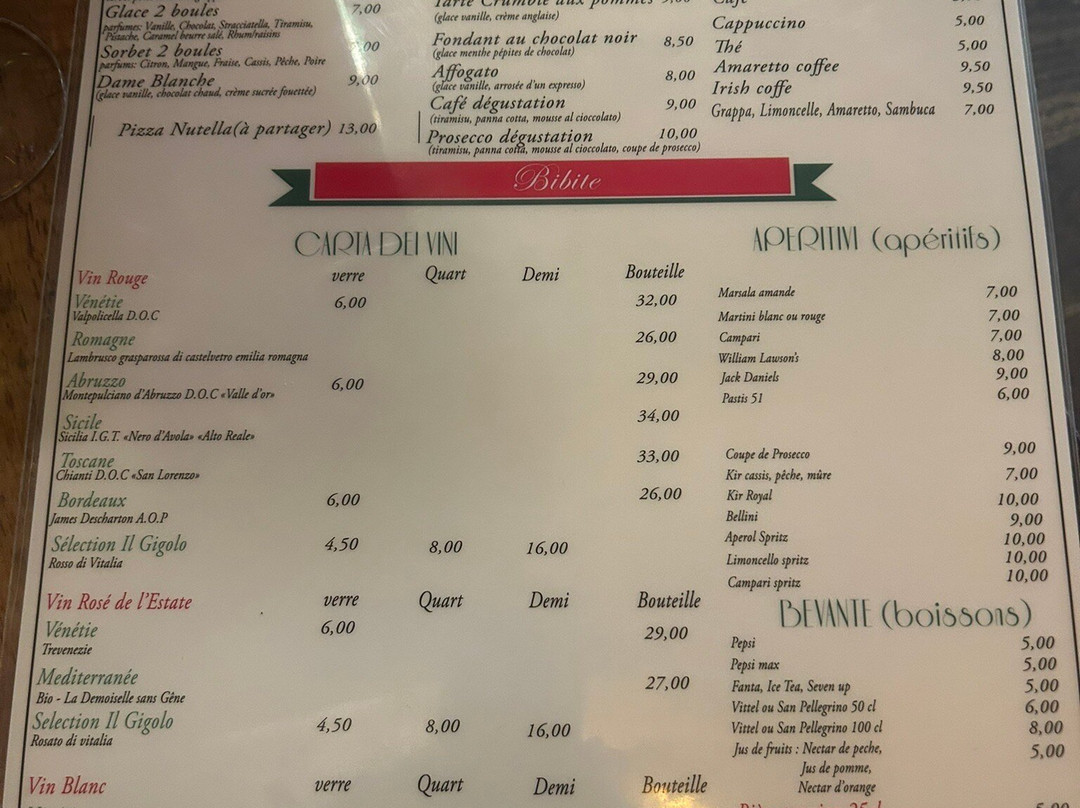 Glace 2 boules 7,00
parfumes: Vanille, Chocolat, Stracciatella, Tiramisu,
Pistache, Caramel beurre salé, Rhum/raisins
Sorbet 2 boules ,00
parfums: Citron, Mangue, Fraise, Cassis, Pêche, Poire
Dame Blanche 9,00
(glace vanille, chocolat chaud, crème sucrée fouettée)
Pizza Nutella(à partager) 13,00
Tarte Crumble aux pommes 9,00
(glace vanille, crème anglaise)
Fondant au chocolat noir 8,50
(glace menthe pépites de chocolat)
Affogato 8,00
(glace vanille, arrosée d'un expresso)
Café dégustation 9,00
(tiramisu, panna cotta, mousse al cioccolato)
Prosecco dégustation 10,00
(tiramisu, panna cotta, mousse al cioccolato, coupe de prosecco)
Café
Cappuccino 5,00
Thé 5,00
Amaretto coffee 9,50
Irish coffe 9,50
Grappa, Limoncelle, Amaretto, Sambuca 7,00
Bibite
CARTA DEI VINI
Vin Rouge verre Quart Demi Bouteille
Vénétie 6,00 32,00
Valpolicella D.O.C
Romagne 26,00
Lambrusco grasparossa di castelvetro emilia romagna
Abruzzo 6,00 29,00
Montepulciano d'Abruzzo D.O.C «Valle d'or»
Sicile 34,00
Sicilia I.G.T. «Nero d'Avola» «Alto Reale»
Toscane 33,00
Chianti D.O.C «San Lorenzo»
Bordeaux 6,00 26,00
James Descharton A.O.P
Sélection Il Gigolo 4,50 8,00 16,00
Rosso di Vitalia
Vin Rosé de l'Estate verre Quart Demi Bouteille
Vénétie 6,00 29,00
Trevenezie
Mediterranée 27,00
Bio - La Demoiselle sans Gêne
Selection Il Gigolo 4,50 8,00 16,00
Rosato di vitalia
Vin Blanc verre Quart Demi Bouteille
APERITIVI (apéritifs)
Marsala amande 7,00
Martini blanc ou rouge 7,00
Campari 7,00
William Lawson's 8,00
Jack Daniels 9,00
Pastis 51 6,00
Coupe de Prosecco 9,00
Kir cassis, pêche, mûre 7,00
Kir Royal 10,00
Bellini 9,00
Aperol Spritz 10,00
Limoncello spritz 10,00
Campari spritz 10,00
BEVANTE (boissons)
Pepsi 5,00
Pepsi max 5,00
Fanta, Ice Tea, Seven up 5,00
Vittel ou San Pellegrino 50 cl 6,00
Vittel ou San Pellegrino 100 cl 8,00
Jus de fruits : Nectar de peche, 5,00
Jus de pomme,
Nectar d'orange